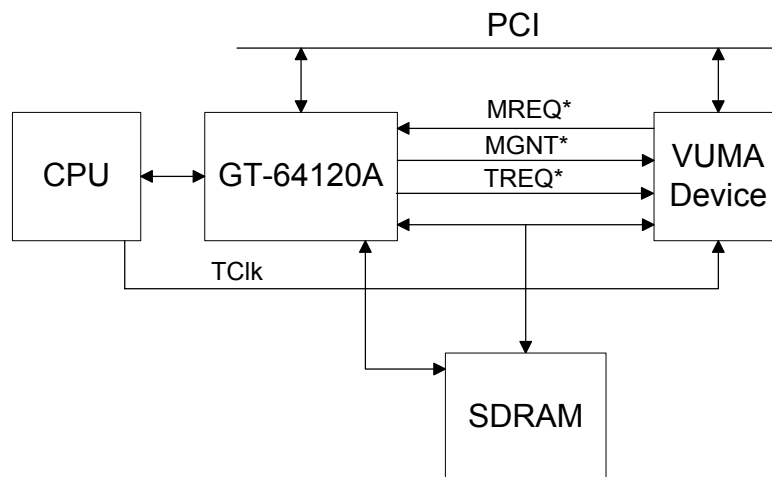 PCI
MREQ*
MGNT*
TREQ*
CPU
GT-64120A
VUMA
Device
TClk
SDRAM